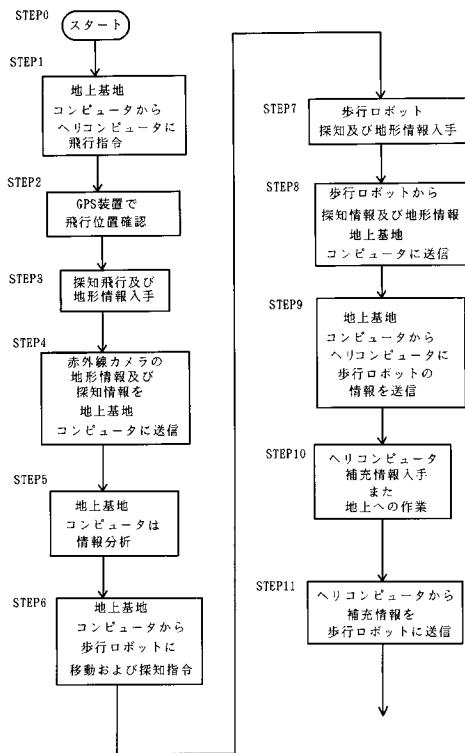 STEP0
スタート
STEP1
地上基地
コンピュータから
ヘリコンピュータに
飛行指令
STEP2
GPS装置で
飛行位置確認
STEP3
探知飛行及び
地形情報入手
STEP4
赤外線カメラの
地形情報及び
探知情報を
地上基地
コンピュータに送信
STEP5
地上基地
コンピュータは
情報分析
STEP6
地上基地
コンピュータから
歩行ロボットに
移動および探知指令
STEP7
歩行ロボット
探知及び地形情報入手
STEP8
歩行ロボットから
探知情報及び地形情報
地上基地
コンピュータに送信
STEP9
地上基地
コンピュータから
ヘリコンピュータに
歩行ロボットの
情報を送信
STEP10
ヘリコンピュータ
補充情報入手
また
地上への作業
STEP11
ヘリコンピュータから
補充情報を
歩行ロボットに送信